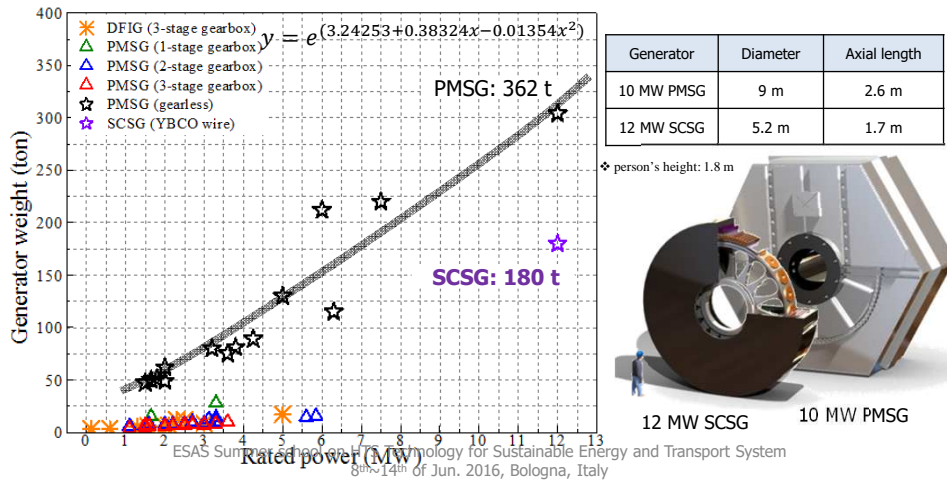 Generator weight (ton)
400
350
300
250
200
150
100
50
0
DFIG (3-stage gearbox)
PMSG (1-stage gearbox)
PMSG (2-stage gearbox)
PMSG (3-stage gearbox)
PMSG (gearless)
SCSG (YBCO wire)
y = e^(3.24253+0.38324x−0.01354x²)
PMSG: 362 t
SCSG: 180 t
0 1 2 3 4 5 6 7 8 9 10 11 12 13
Rated power (MW)
Generator Diameter Axial length
10 MW PMSG 9 m 2.6 m
12 MW SCSG 5.2 m 1.7 m
❖ person's height: 1.8 m
12 MW SCSG
10 MW PMSG
ESAS Summer school on HTS Technology for Sustainable Energy and Transport System
8th~14th of Jun. 2016, Bologna, Italy